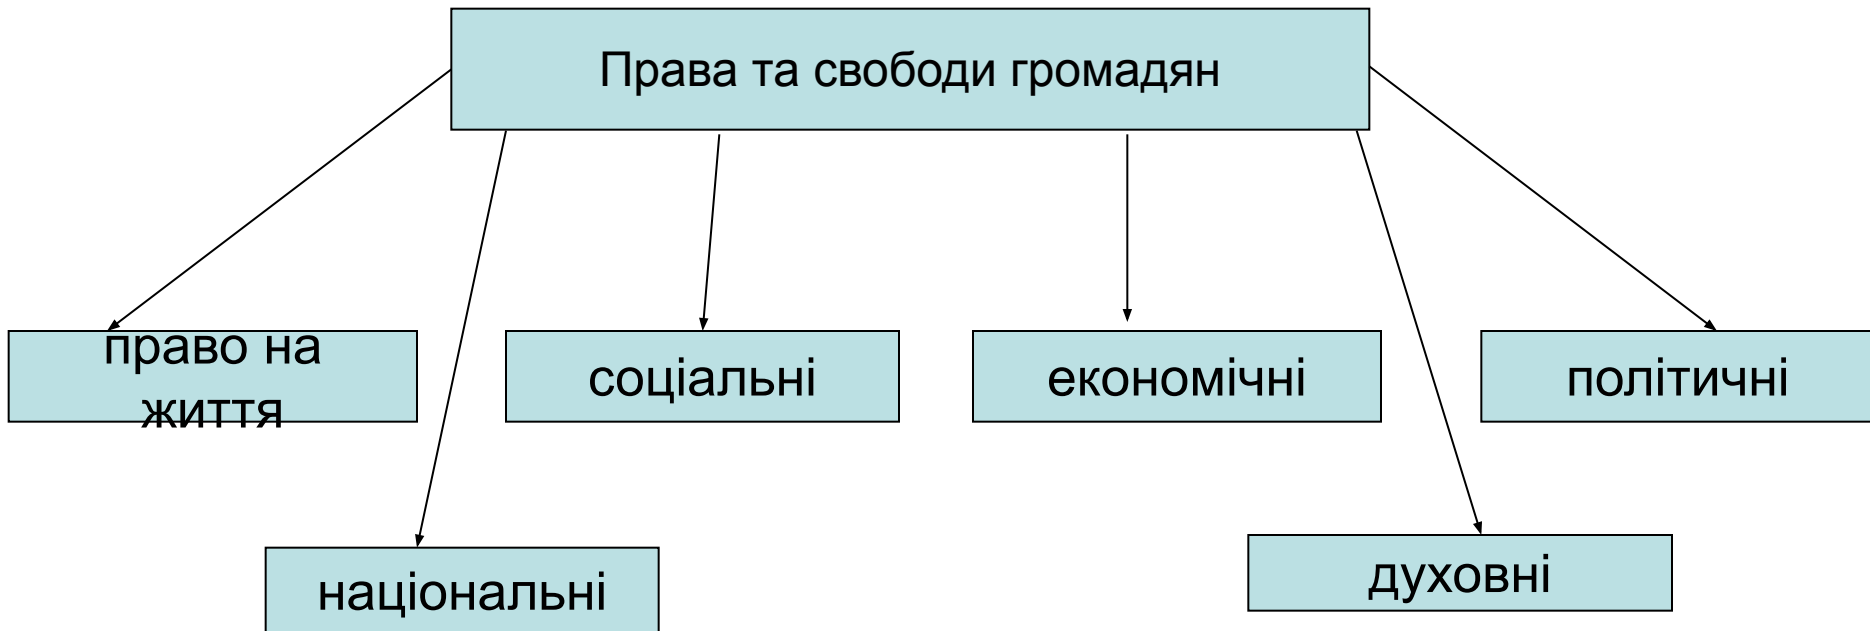 Права та свободи громадян
право на
життя
соціальні
економічні
політичні
національні
духовні